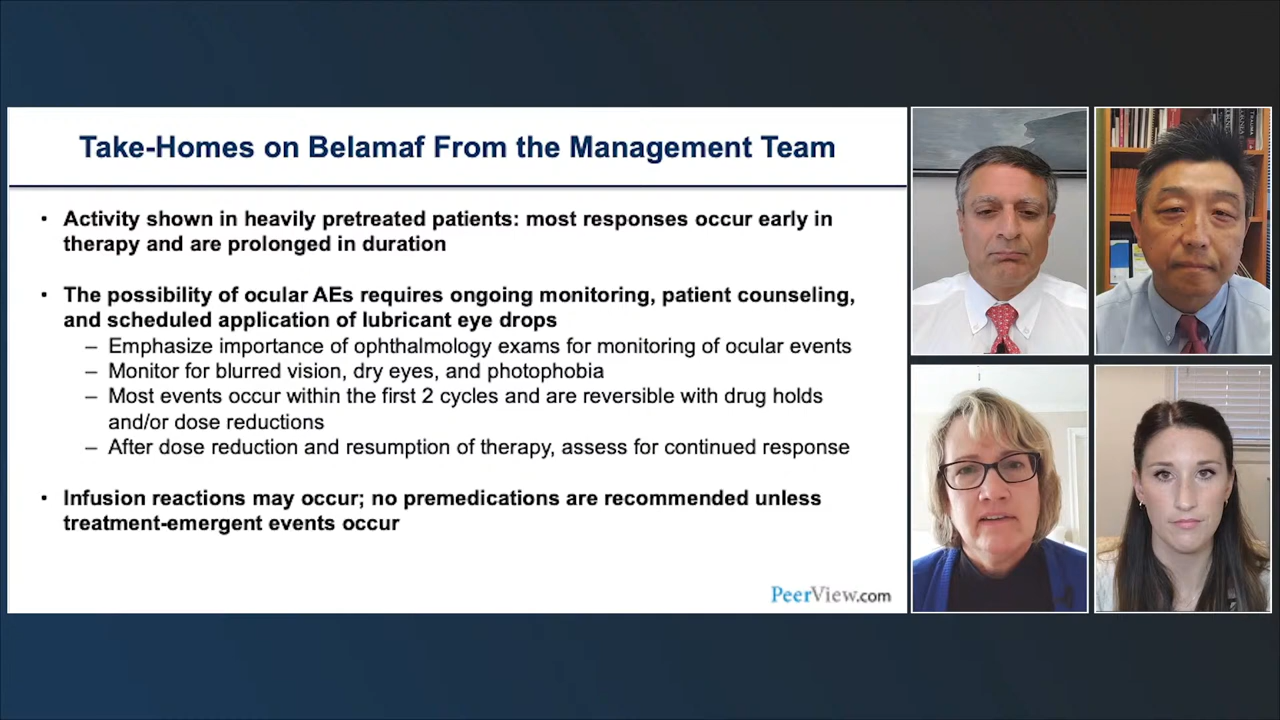 Take-Homes on Belamaf From the Management Team
• Activity shown in heavily pretreated patients: most responses occur early in
therapy and are prolonged in duration
• The possibility of ocular AEs requires ongoing monitoring, patient counseling,
and scheduled application of lubricant eye drops
– Emphasize importance of ophthalmology exams for monitoring of ocular events
– Monitor for blurred vision, dry eyes, and photophobia
– Most events occur within the first 2 cycles and are reversible with drug holds
and/or dose reductions
– After dose reduction and resumption of therapy, assess for continued response
• Infusion reactions may occur; no premedications are recommended unless
treatment-emergent events occur
PeerView.com
TRAUMA